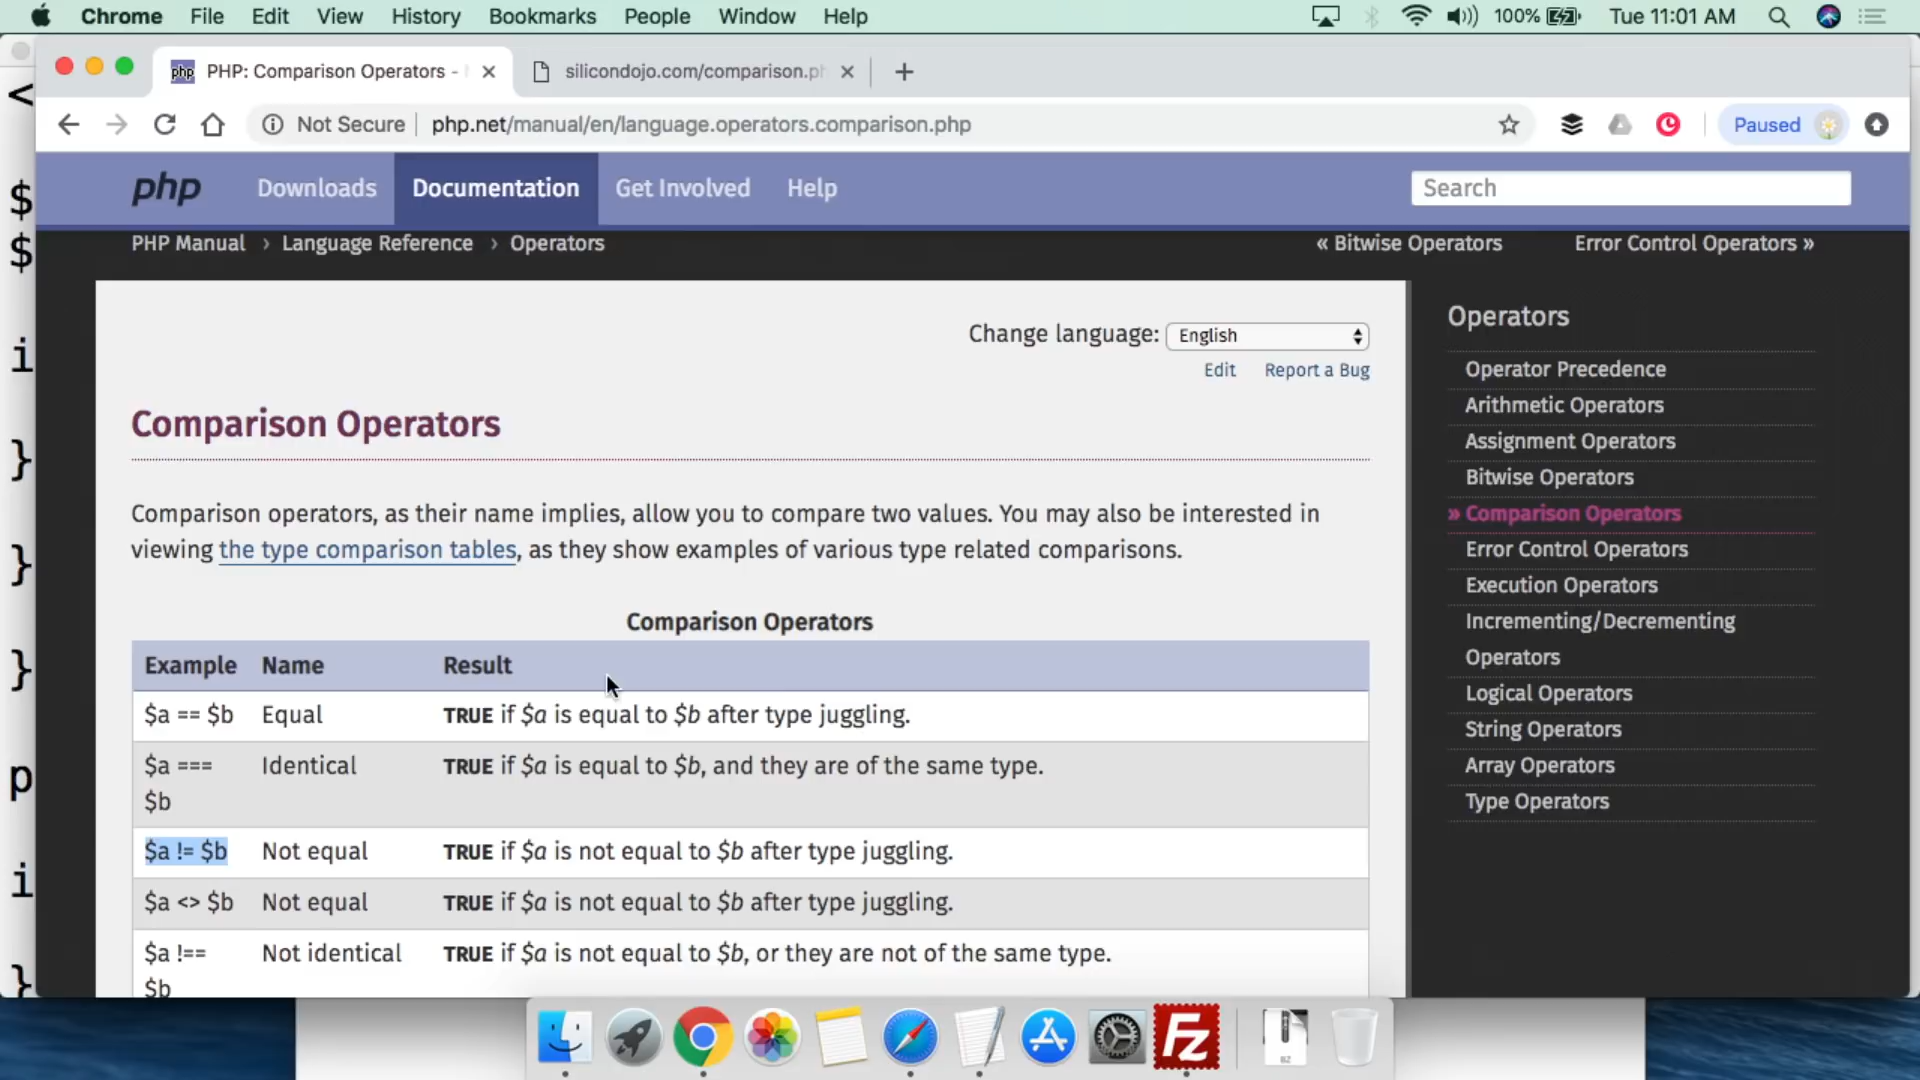 Chrome File Edit View History Bookmarks People Window Help 100% Tue 11:01 AM
php PHP: Comparison Operators - silicondojo.com/comparison.ph
Not Secure php.net/manual/en/language.operators.comparison.php Paused
<
php Downloads Documentation Get Involved Help Search
$
PHP Manual › Language Reference › Operators « Bitwise Operators Error Control Operators »
$
Change language: English
Edit Report a Bug
i
Comparison Operators
}
Comparison operators, as their name implies, allow you to compare two values. You may also be interested in
viewing the type comparison tables, as they show examples of various type related comparisons.
}
Comparison Operators
Example Name Result
}
$a == $b Equal TRUE if $a is equal to $b after type juggling.
$a === $b Identical TRUE if $a is equal to $b, and they are of the same type.
p
$a != $b Not equal TRUE if $a is not equal to $b after type juggling.
i
$a <> $b Not equal TRUE if $a is not equal to $b after type juggling.
$a !== $b Not identical TRUE if $a is not equal to $b, or they are not of the same type.
}
Operators
Operator Precedence
Arithmetic Operators
Assignment Operators
Bitwise Operators
» Comparison Operators
Error Control Operators
Execution Operators
Incrementing/Decrementing
Operators
Logical Operators
String Operators
Array Operators
Type Operators
FZ
BZ